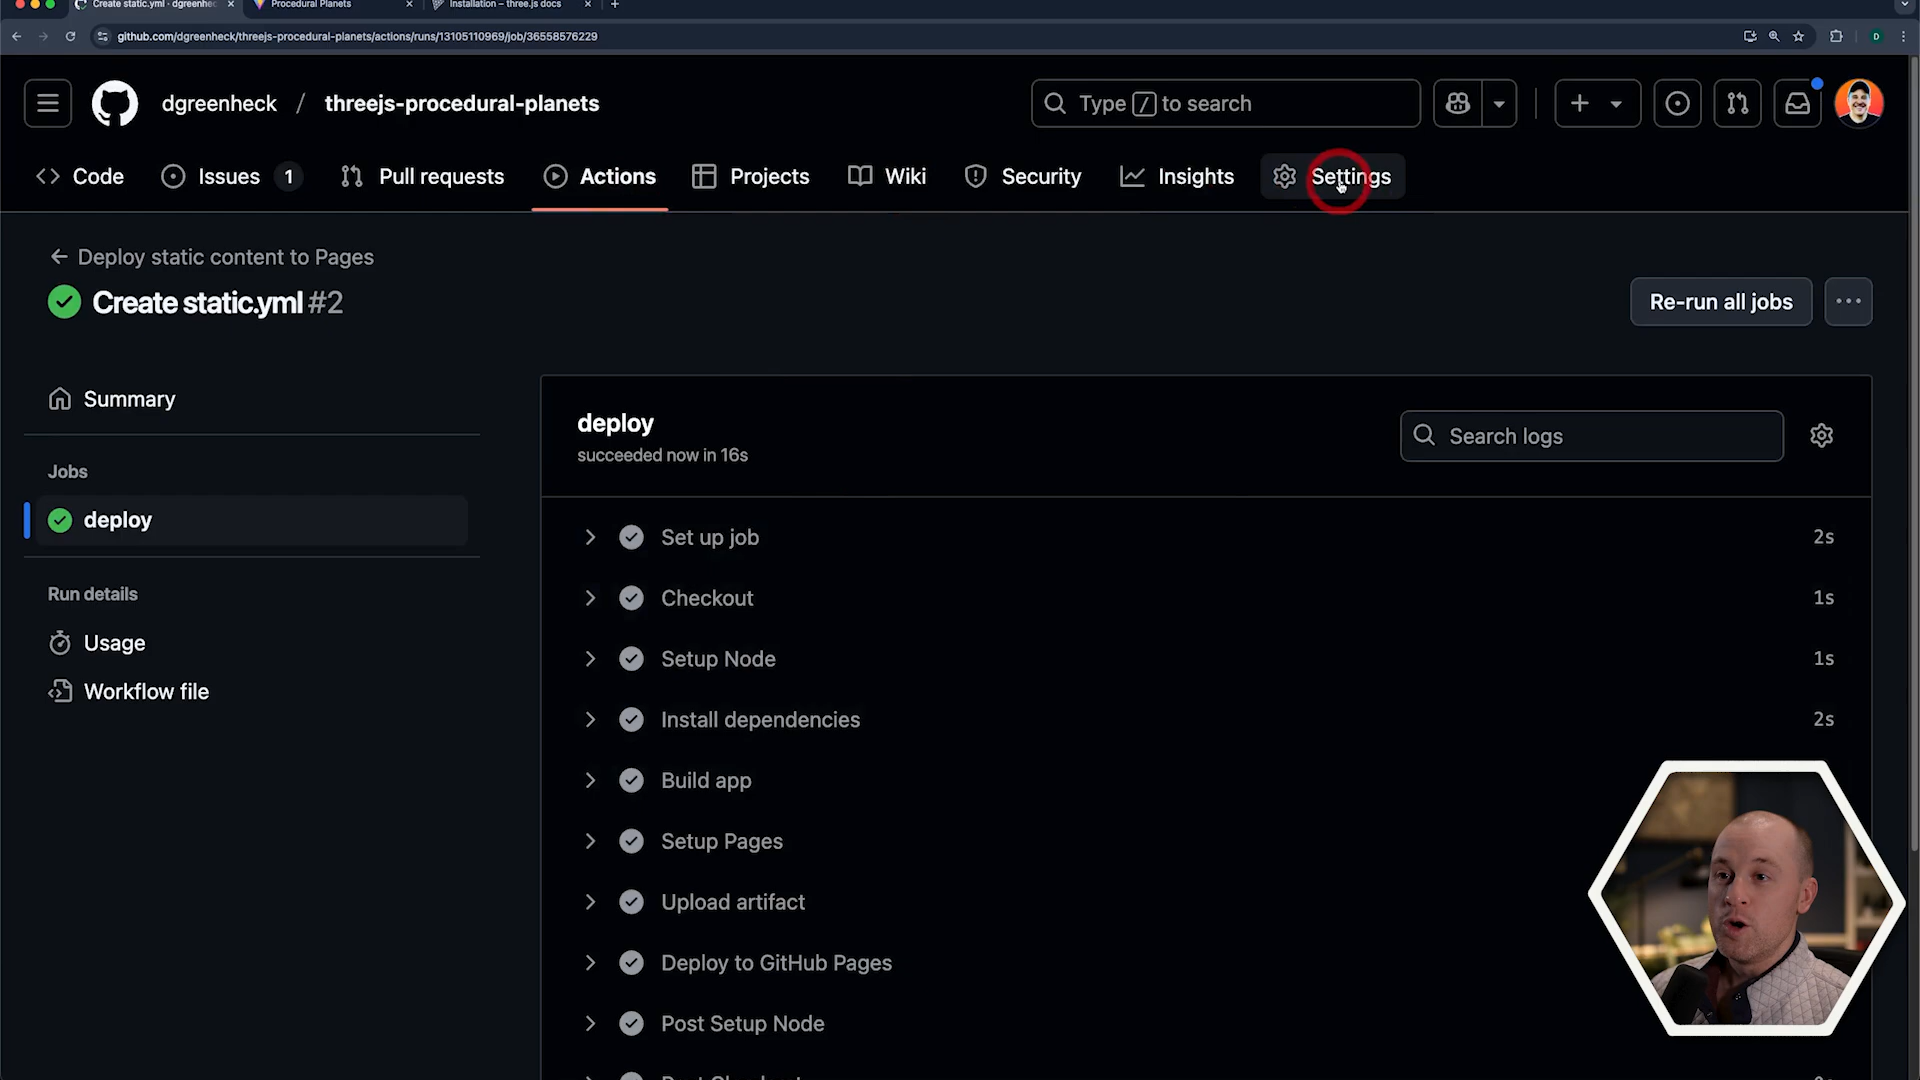 Create static.yml · dgreenheck
Procedural Planets
Installation – three.js docs
github.com/dgreenheck/threejs-procedural-planets/actions/runs/13105110969/job/36558576229
D
dgreenheck / threejs-procedural-planets
Type / to search
Code
Issues 1
Pull requests
Actions
Projects
Wiki
Security
Insights
Settings
Deploy static content to Pages
Create static.yml #2
Re-run all jobs
Summary
Jobs
deploy
Run details
Usage
Workflow file
deploy
succeeded now in 16s
Search logs
Set up job 2s
Checkout 1s
Setup Node 1s
Install dependencies 2s
Build app
Setup Pages
Upload artifact
Deploy to GitHub Pages
Post Setup Node